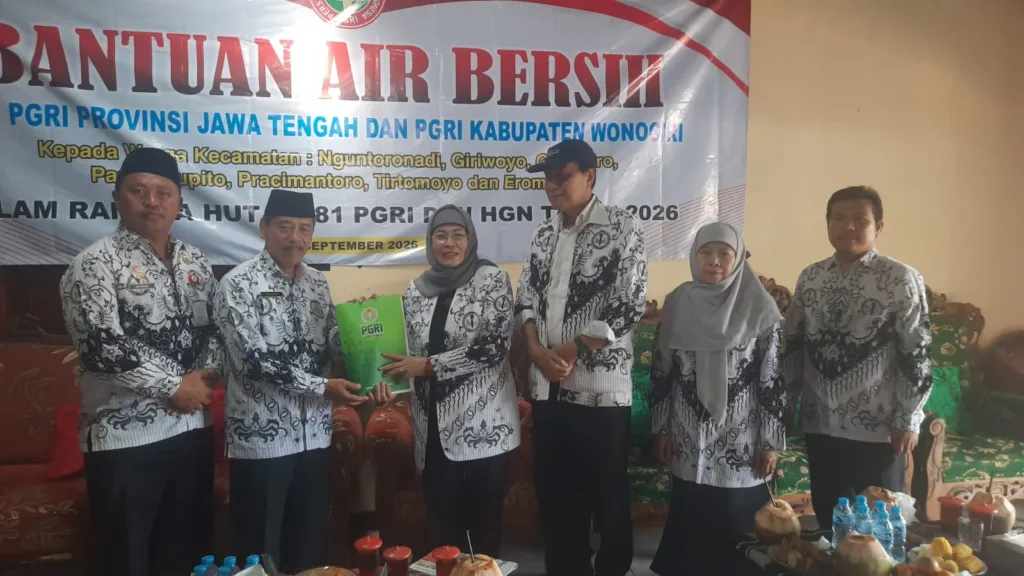 BANTUAN AIR BERSIH
PGRI PROVINSI JAWA TENGAH DAN PGRI KABUPATEN WONOGIRI
Kepada Warga Kecamatan : Nguntoronadi, Giriwoyo,
Pracimantoro, Tirtomoyo dan
HUT 81 PGRI HGN 2026
SEPTEMBER 2026
PGRI